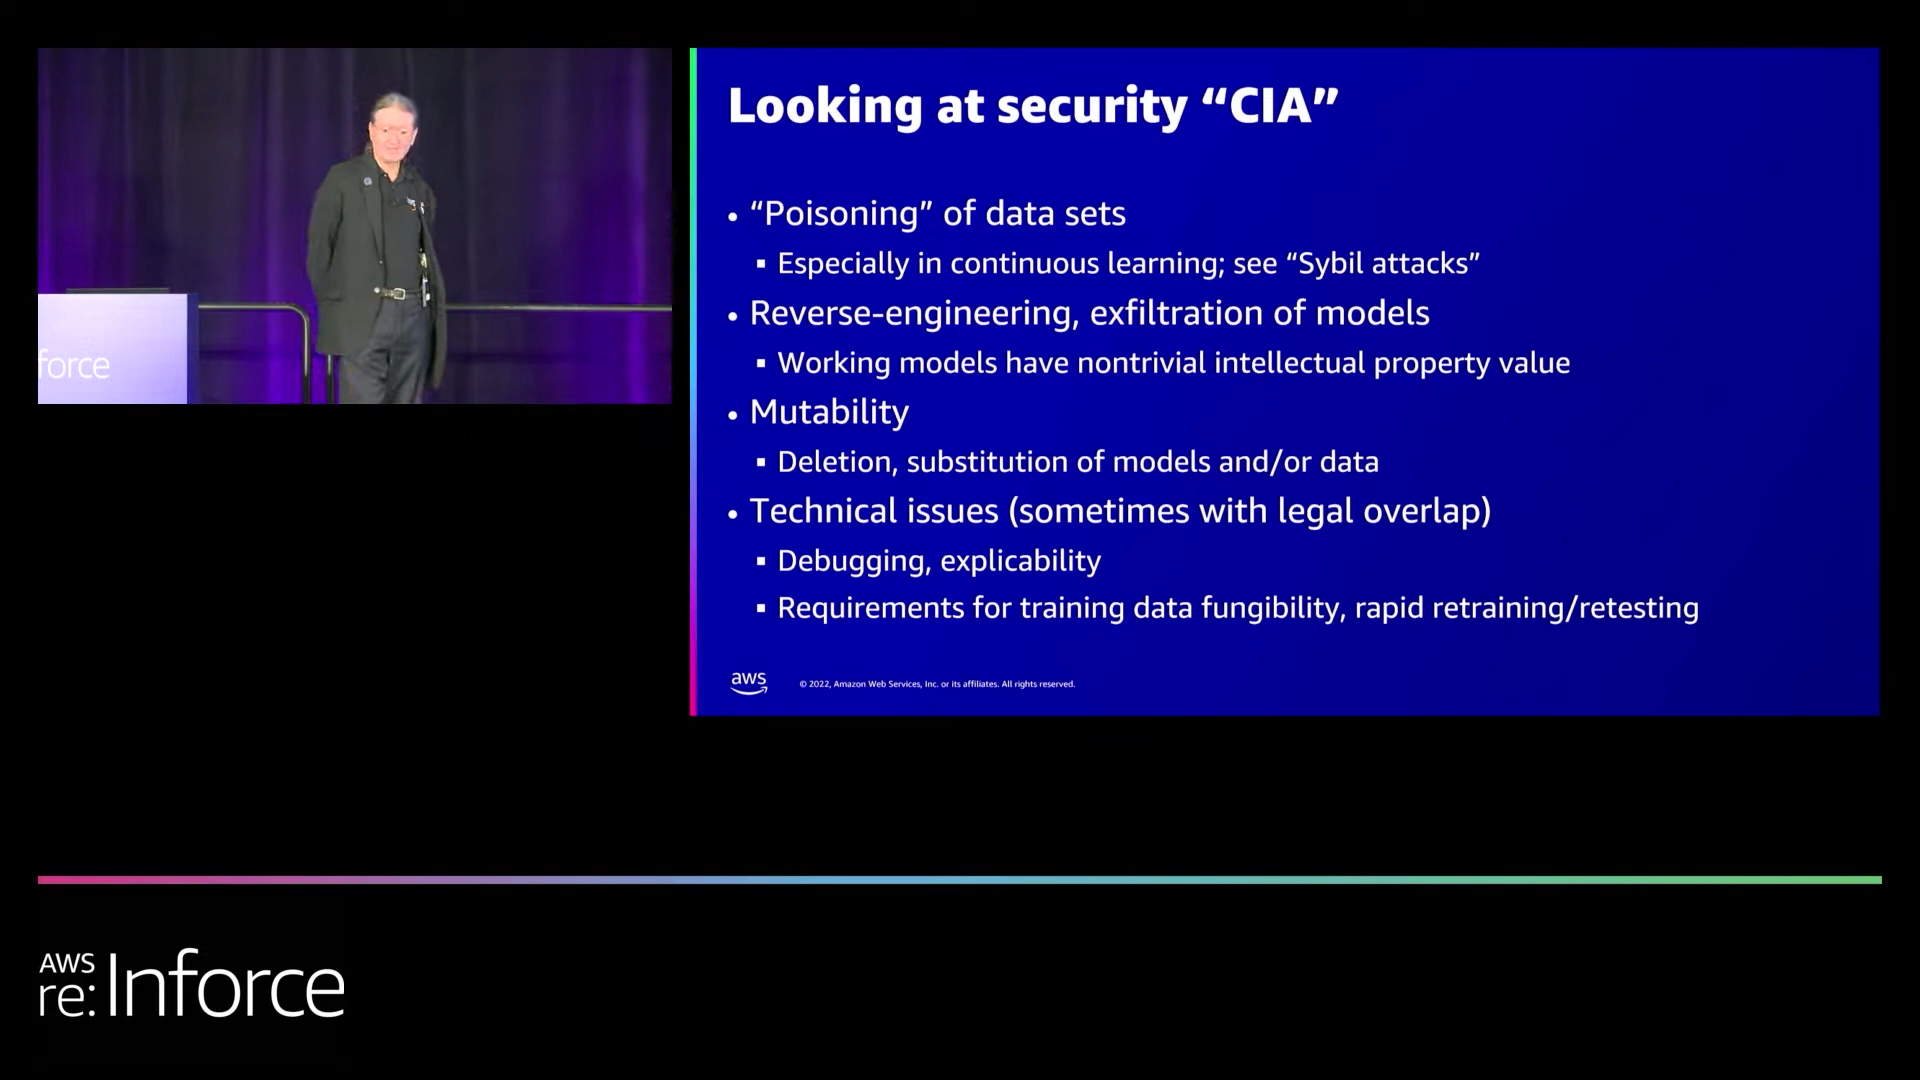 force
Looking at security “CIA”
• “Poisoning” of data sets
▪ Especially in continuous learning; see “Sybil attacks”
• Reverse-engineering, exfiltration of models
▪ Working models have nontrivial intellectual property value
• Mutability
▪ Deletion, substitution of models and/or data
• Technical issues (sometimes with legal overlap)
▪ Debugging, explicability
▪ Requirements for training data fungibility, rapid retraining/retesting
aws
© 2022, Amazon Web Services, Inc. or its affiliates. All rights reserved.
AWS
re:Inforce